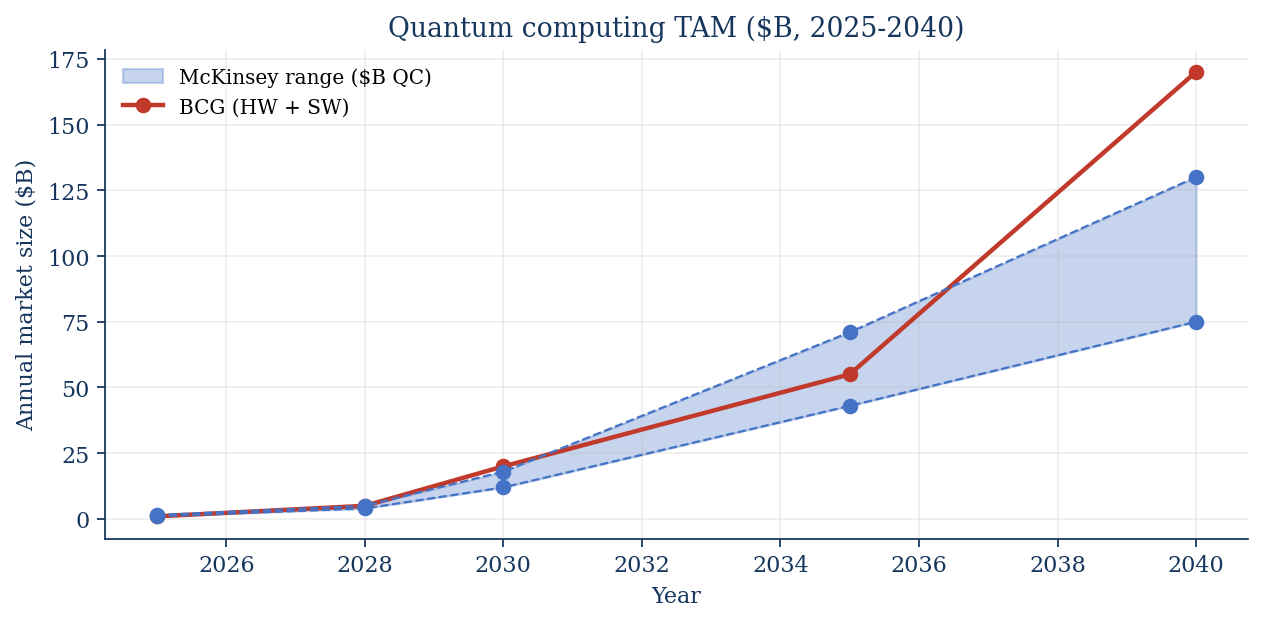 Quantum computing TAM ($B, 2025-2040)
McKinsey range ($B QC)
BCG (HW + SW)
Annual market size ($B)
175
150
125
100
75
50
25
0
2026 2028 2030 2032 2034 2036 2038 2040
Year